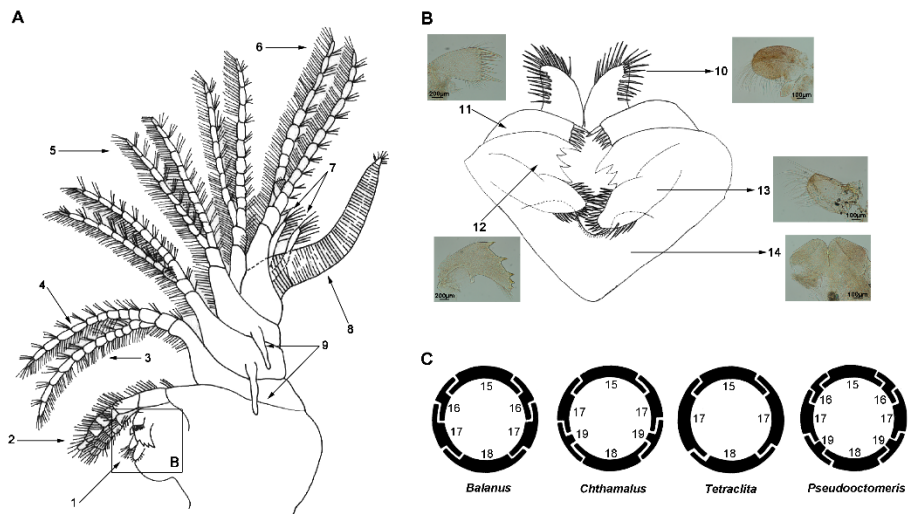 A
6
5
7
4
9
8
3
2
B
1
B
200µm
10
100µm
11
13
100µm
12
14
200µm
100µm
C
15 15 15 15
16 16 17 17 17 17 16 16
17 17 19 19 17 17
18 18 18 19 18 19
Balanus Chthamalus Tetraclita Pseudoctomeris